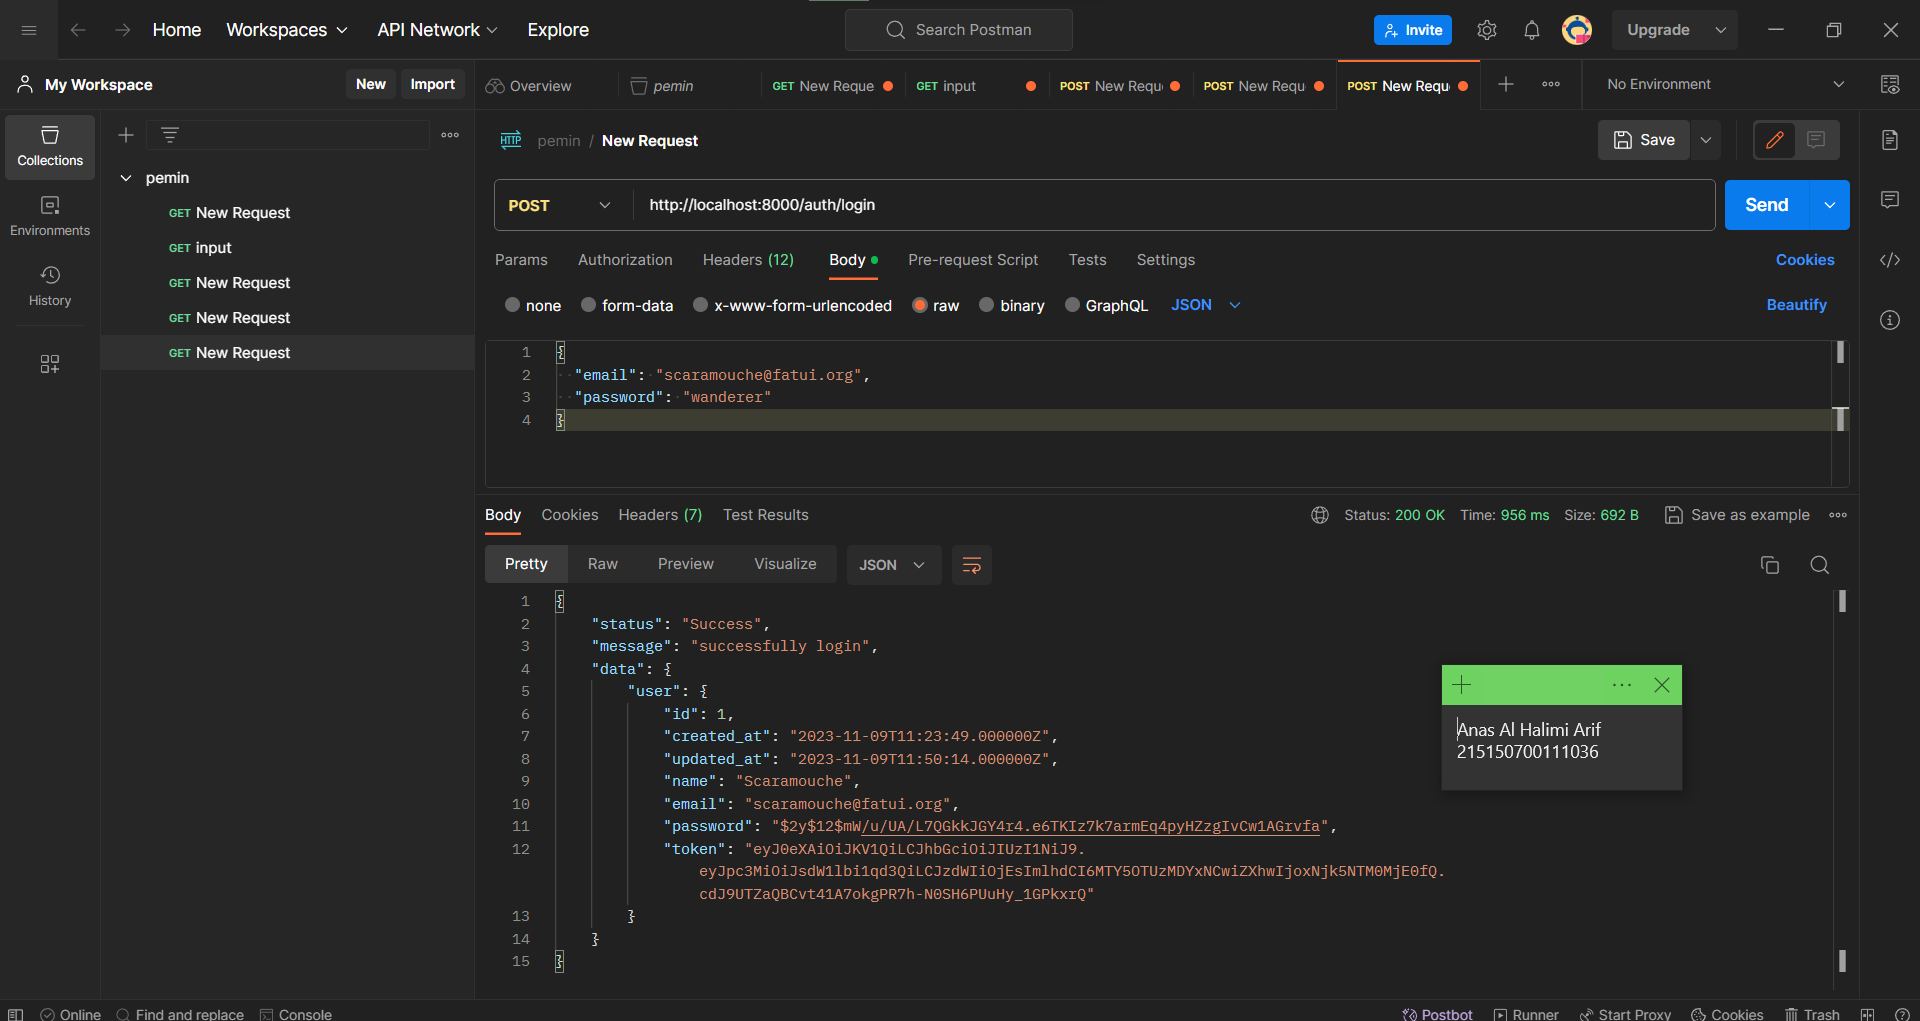 Home Workspaces API Network Explore Search Postman Invite Upgrade
My Workspace New Import Overview pemin GET New Reque GET input POST New Requ POST New Requ POST New Requ No Environment
Collections
Environments
History
pemin
GET New Request
GET input
GET New Request
GET New Request
GET New Request
HTTP pemin / New Request Save
POST http://localhost:8000/auth/login Send
Params Authorization Headers (12) Body Pre-request Script Tests Settings Cookies
none form-data x-www-form-urlencoded raw binary GraphQL JSON Beautify
1 {
2 "email": "scaramouche@fatui.org",
3 "password": "wanderer"
4 }
Body Cookies Headers (7) Test Results Status: 200 OK Time: 956 ms Size: 692 B Save as example
Pretty Raw Preview Visualize JSON
1 {
2 "status": "Success",
3 "message": "successfully login",
4 "data": {
5 "user": {
6 "id": 1,
7 "created_at": "2023-11-09T11:23:49.000000Z",
8 "updated_at": "2023-11-09T11:50:14.000000Z",
9 "name": "Scaramouche",
10 "email": "scaramouche@fatui.org",
11 "password": "$2y$12$mW/u/UA/L7QGkkJGY4r4.e6TKIz7k7armEq4pyHZzgIvCw1AGrvfa",
12 "token": "eyJ0eXAiOiJKV1QiLCJhbGciOiJIUzI1NiJ9.
eyJpc3MiOiJsdW1lbi1qd3QiLCJzdWIiOjEsImlhdCI6MTY5OTUzMDYxNCwiZXhwIjoxNjk5NTM0MjE0fQ.
cdJ9UTZaQBCvt41A7okgPR7h-N0SH6PUuHy_1GPkxrQ"
13 }
14 }
15 }
Anas Al Halimi Arif
215150700111036
Online Find and replace Console Postbot Runner Start Proxy Cookies Trash